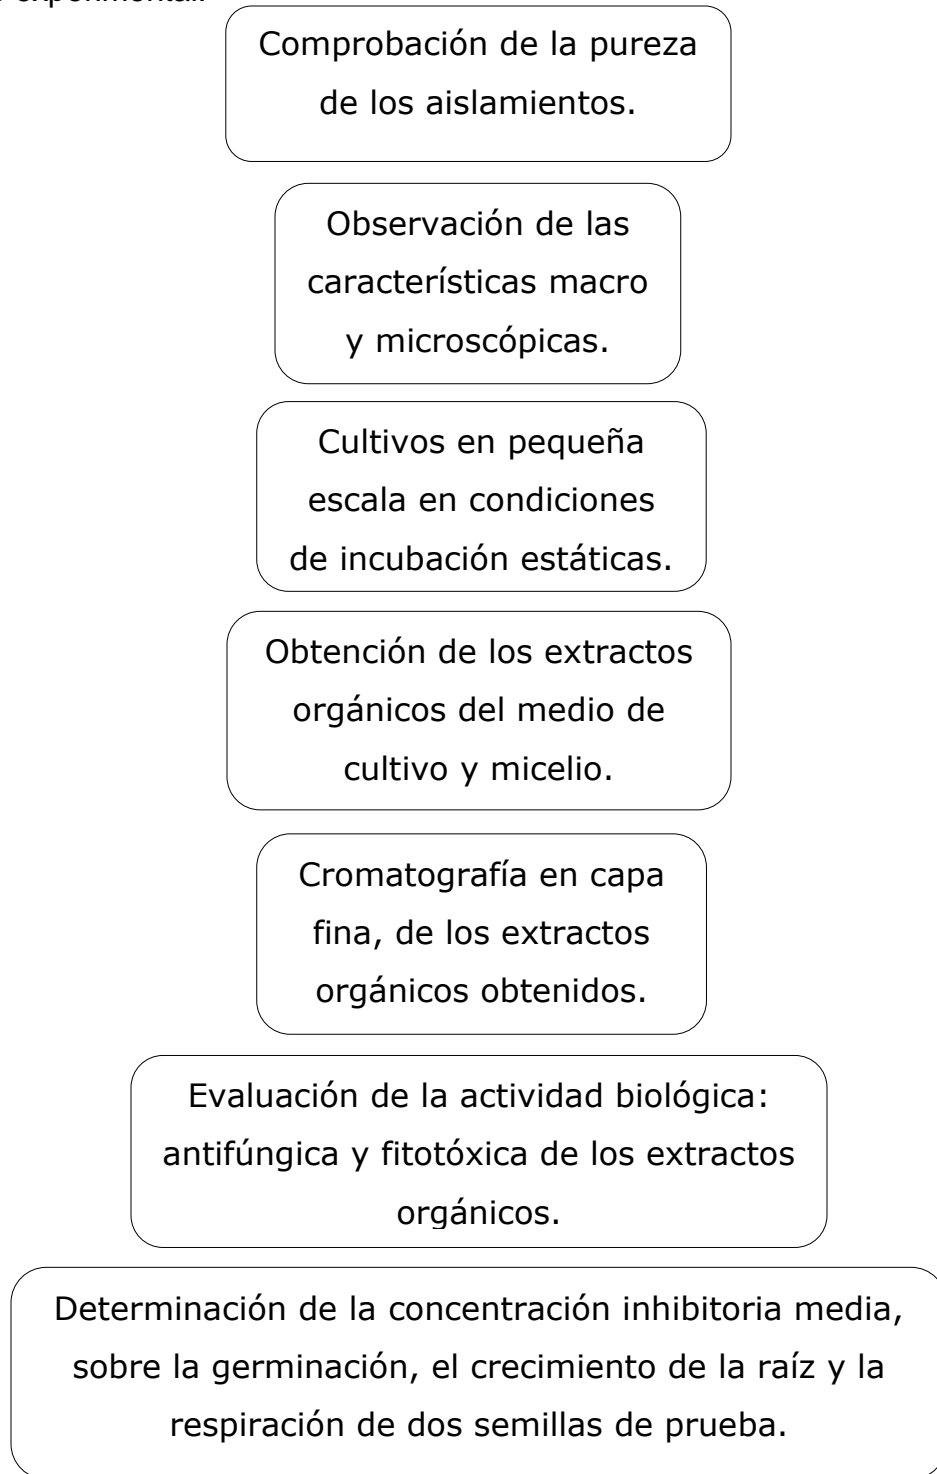 experimental.
Comprobación de la pureza
de los aislamientos.
Observación de las
características macro
y microscópicas.
Cultivos en pequeña
escala en condiciones
de incubación estáticas.
Obtención de los extractos
orgánicos del medio de
cultivo y micelio.
Cromatografía en capa
fina, de los extractos
orgánicos obtenidos.
Evaluación de la actividad biológica:
antifúngica y fitotóxica de los extractos
orgánicos.
Determinación de la concentración inhibitoria media,
sobre la germinación, el crecimiento de la raíz y la
respiración de dos semillas de prueba.